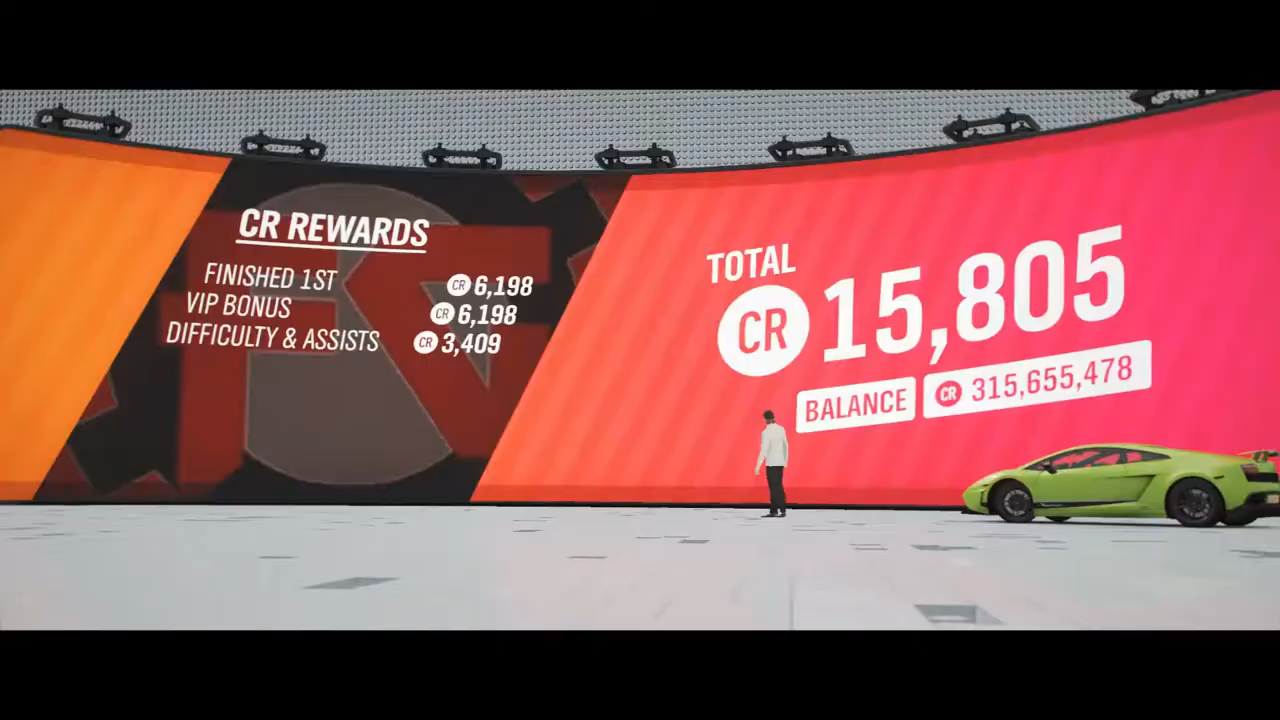 CR REWARDS
FINISHED 1ST CR 6,198
VIP BONUS CR 6,198
DIFFICULTY & ASSISTS CR 3,409
TOTAL
CR 15,805
BALANCE CR 315,655,478